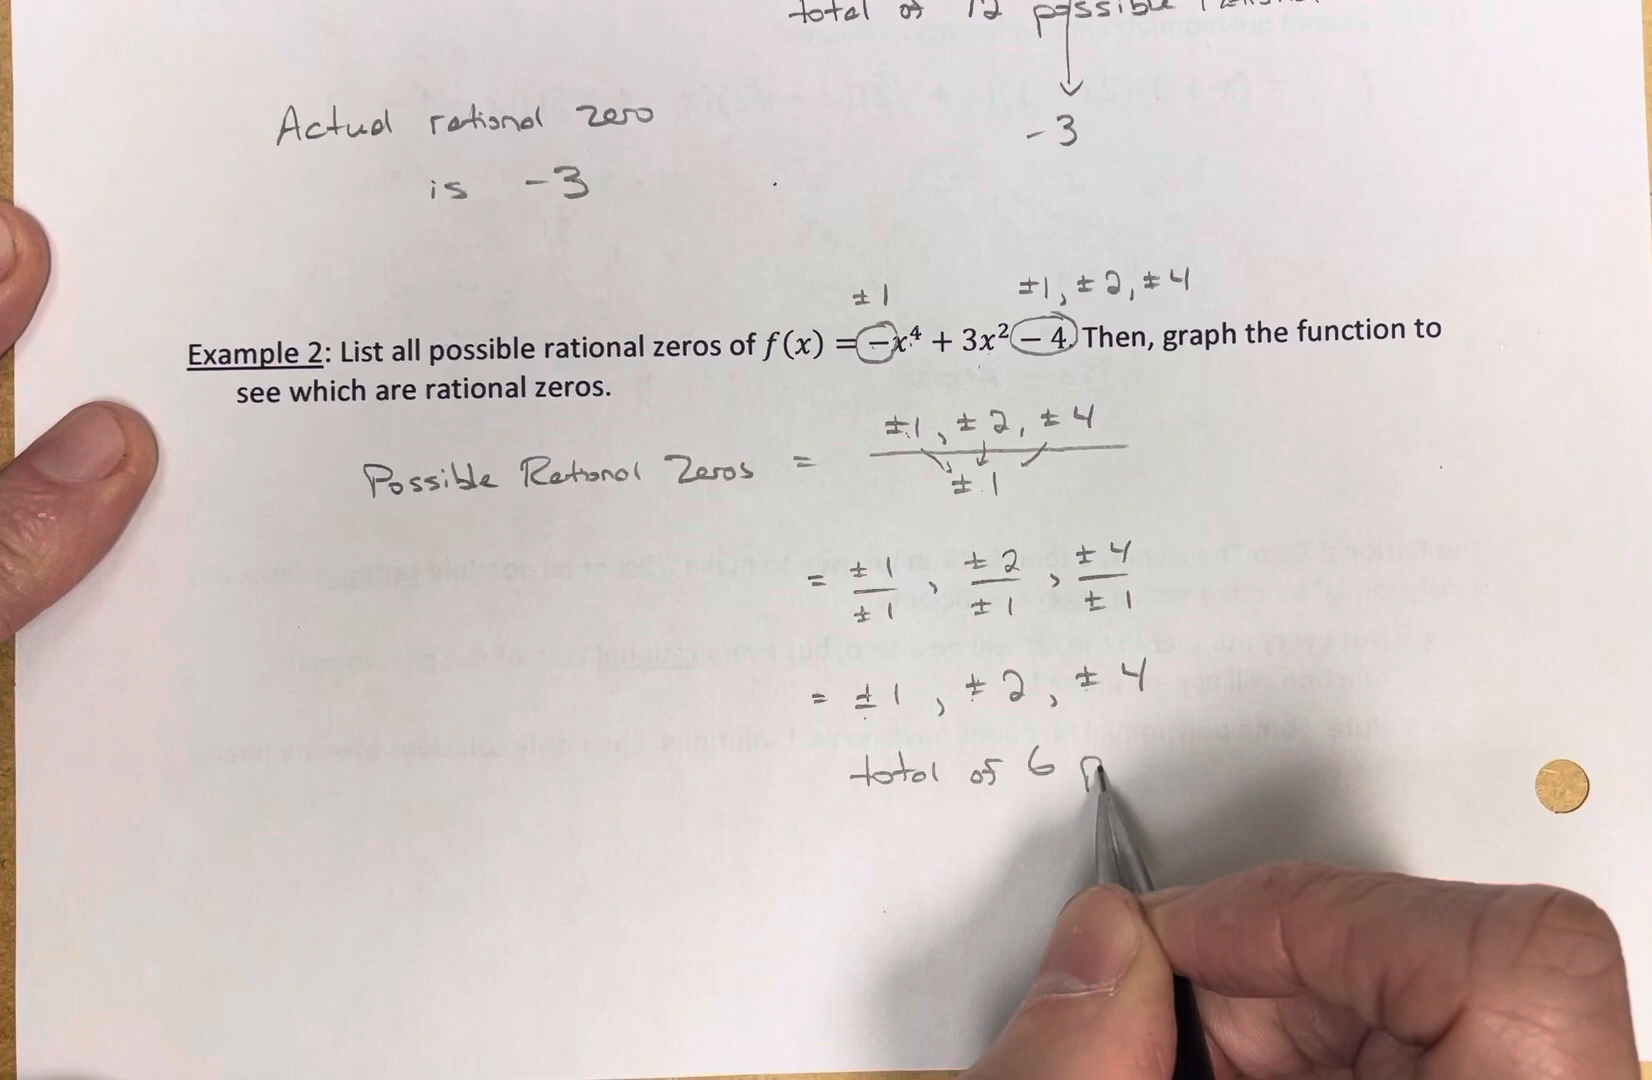 total of 12 possible
-3
Actual rational zero
is -3
± 1 ±1, ± 2, ± 4
Example 2: List all possible rational zeros of f(x) = −x⁴ + 3x² − 4. Then, graph the function to
see which are rational zeros.
Possible Rational Zeros = ±1, ± 2, ± 4 / ± 1
= ± 1 / ± 1, ± 2 / ± 1, ± 4 / ± 1
= ± 1, ± 2, ± 4
total of 6 p